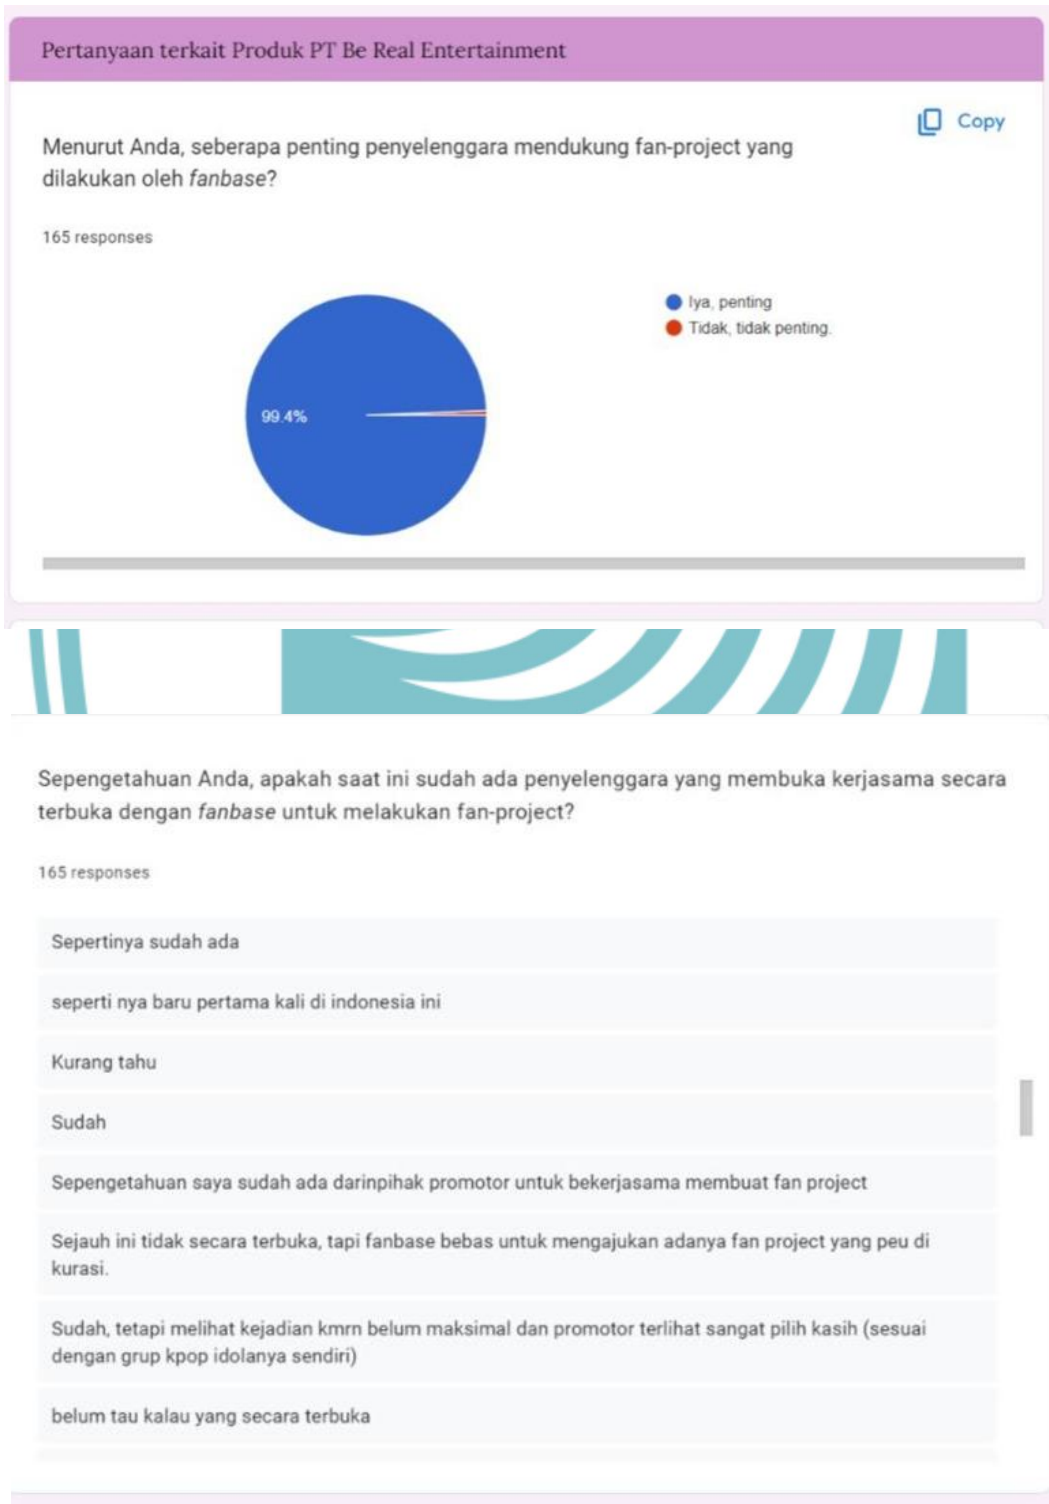 Pertanyaan terkait Produk PT Be Real Entertainment
Copy
Menurut Anda, seberapa penting penyelenggara mendukung fan-project yang
dilakukan oleh fanbase?
165 responses
99.4%
Iya, penting
Tidak, tidak penting.
Sepengetahuan Anda, apakah saat ini sudah ada penyelenggara yang membuka kerjasama secara
terbuka dengan fanbase untuk melakukan fan-project?
165 responses
Sepertinya sudah ada
seperti nya baru pertama kali di indonesia ini
Kurang tahu
Sudah
Sepengetahuan saya sudah ada darinpihak promotor untuk bekerjasama membuat fan project
Sejauh ini tidak secara terbuka, tapi fanbase bebas untuk mengajukan adanya fan project yang peu di
kurasi.
Sudah, tetapi melihat kejadian kmrn belum maksimal dan promotor terlihat sangat pilih kasih (sesuai
dengan grup kpop idolanya sendiri)
belum tau kalau yang secara terbuka